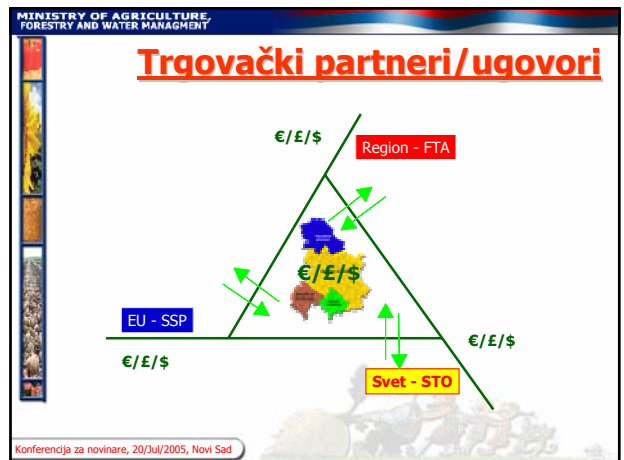 MINISTRY OF AGRICULTURE,
FORESTRY AND WATER MANAGMENT
Trgovački partneri/ugovori
€/£/$
Region - FTA
€/£/$
EU - SSP
€/£/$
€/£/$
Svet - STO
Konferencija za novinare, 20/Jul/2005, Novi Sad